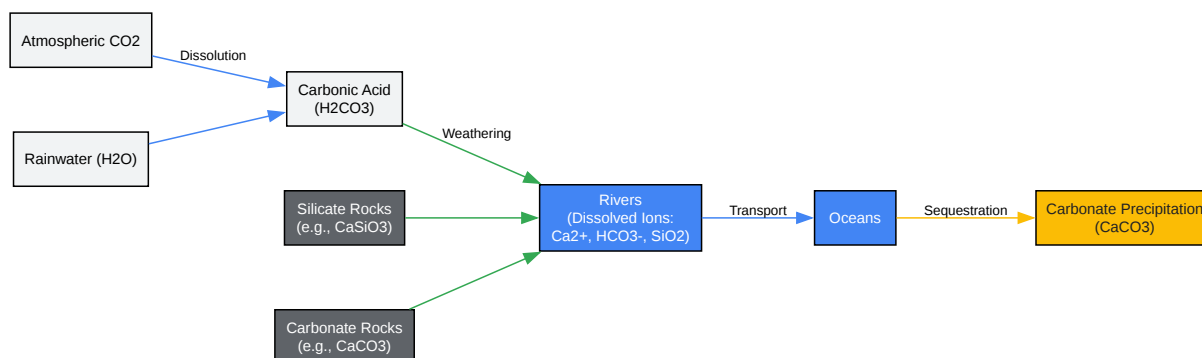 Atmospheric CO2
Dissolution
Rainwater (H2O)
Carbonic Acid
(H2CO3)
Weathering
Silicate Rocks
(e.g., CaSiO3)
Carbonate Rocks
(e.g., CaCO3)
Rivers
(Dissolved Ions:
Ca2+, HCO3-, SiO2)
Transport
Oceans
Sequestration
Carbonate Precipitation
(CaCO3)